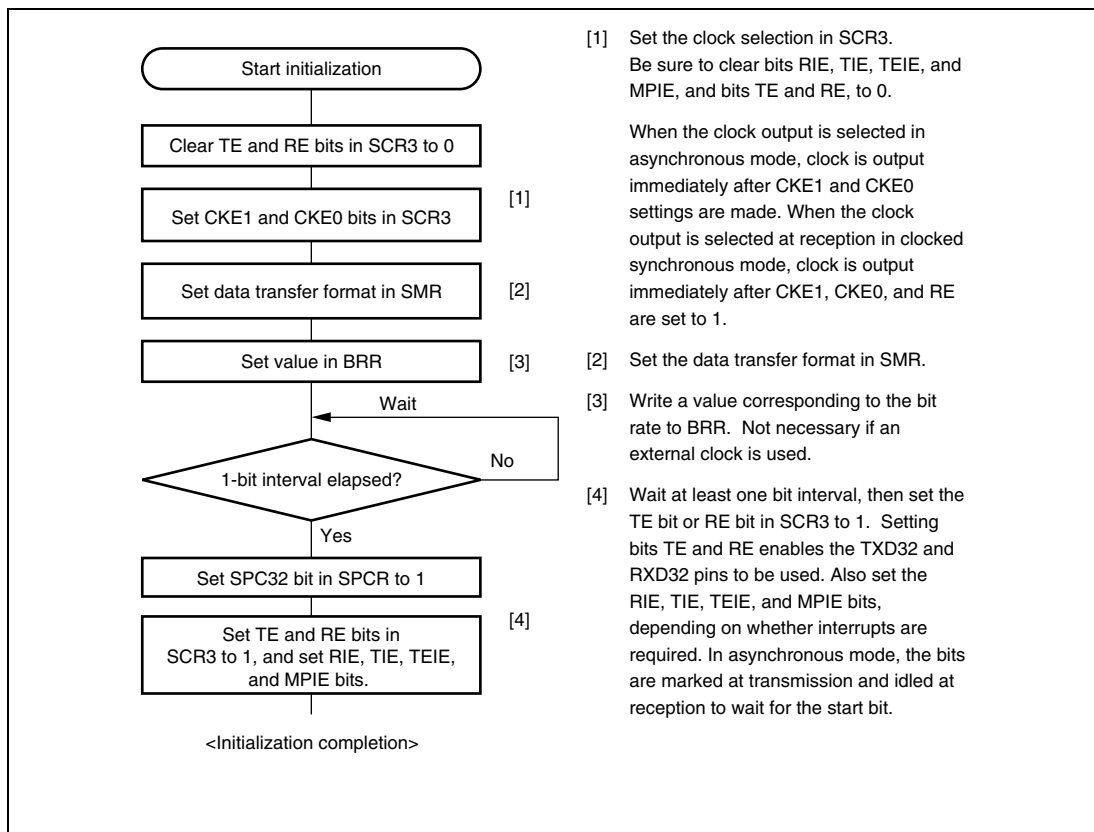 Start initialization
Clear TE and RE bits in SCR3 to 0
Set CKE1 and CKE0 bits in SCR3
[1]
Set data transfer format in SMR
[2]
Set value in BRR
[3]
Wait
No
1-bit interval elapsed?
Yes
Set SPC32 bit in SPCR to 1
[4]
Set TE and RE bits in
SCR3 to 1, and set RIE, TIE, TEIE,
and MPIE bits.
<Initialization completion>
[1] Set the clock selection in SCR3.
Be sure to clear bits RIE, TIE, TEIE, and
MPIE, and bits TE and RE, to 0.
When the clock output is selected in
asynchronous mode, clock is output
immediately after CKE1 and CKE0
settings are made. When the clock
output is selected at reception in clocked
synchronous mode, clock is output
immediately after CKE1, CKE0, and RE
are set to 1.
[2] Set the data transfer format in SMR.
[3] Write a value corresponding to the bit
rate to BRR. Not necessary if an
external clock is used.
[4] Wait at least one bit interval, then set the
TE bit or RE bit in SCR3 to 1. Setting
bits TE and RE enables the TXD32 and
RXD32 pins to be used. Also set the
RIE, TIE, TEIE, and MPIE bits,
depending on whether interrupts are
required. In asynchronous mode, the bits
are marked at transmission and idled at
reception to wait for the start bit.